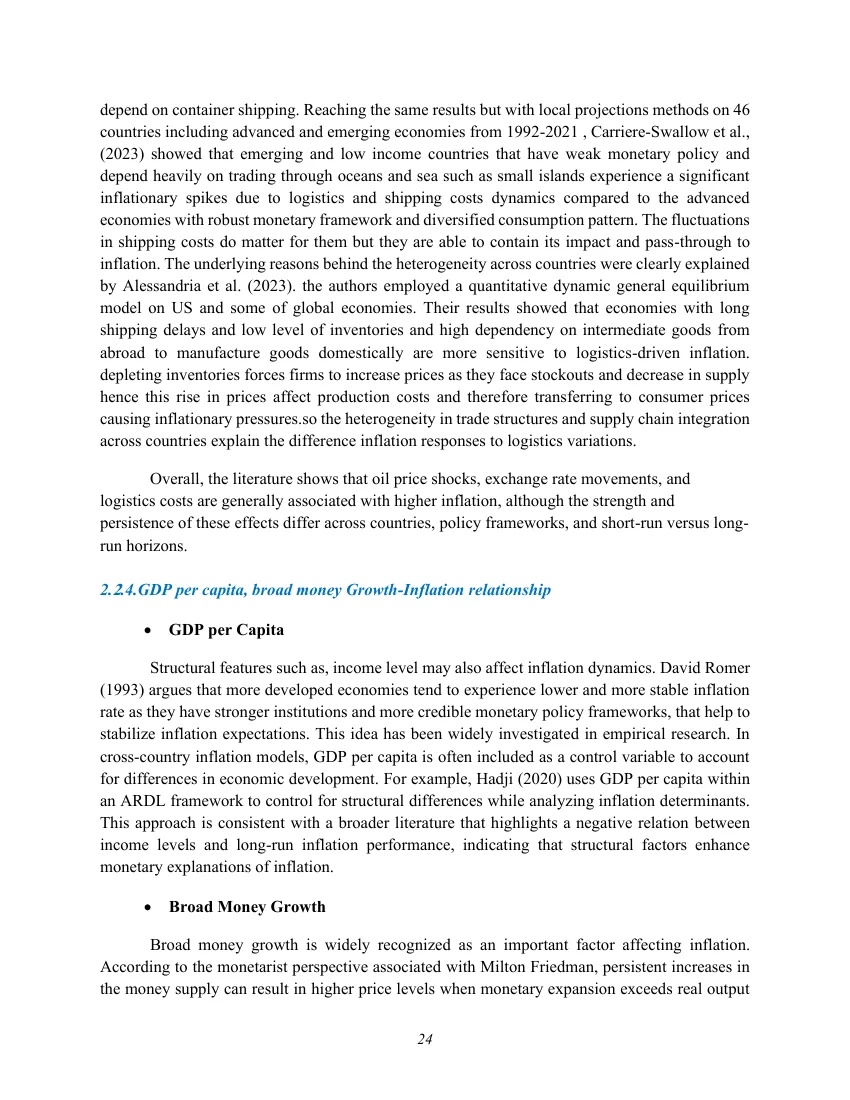 depend on container shipping. Reaching the same results but with local projections methods on 46
countries including advanced and emerging economies from 1992-2021 , Carriere-Swallow et al.,
(2023) showed that emerging and low income countries that have weak monetary policy and
depend heavily on trading through oceans and sea such as small islands experience a significant
inflationary spikes due to logistics and shipping costs dynamics compared to the advanced
economies with robust monetary framework and diversified consumption pattern. The fluctuations
in shipping costs do matter for them but they are able to contain its impact and pass-through to
inflation. The underlying reasons behind the heterogeneity across countries were clearly explained
by Alessandria et al. (2023). the authors employed a quantitative dynamic general equilibrium
model on US and some of global economies. Their results showed that economies with long
shipping delays and low level of inventories and high dependency on intermediate goods from
abroad to manufacture goods domestically are more sensitive to logistics-driven inflation.
depleting inventories forces firms to increase prices as they face stockouts and decrease in supply
hence this rise in prices affect production costs and therefore transferring to consumer prices
causing inflationary pressures.so the heterogeneity in trade structures and supply chain integration
across countries explain the difference inflation responses to logistics variations.
Overall, the literature shows that oil price shocks, exchange rate movements, and
logistics costs are generally associated with higher inflation, although the strength and
persistence of these effects differ across countries, policy frameworks, and short-run versus long-
run horizons.
2.2.4.GDP per capita, broad money Growth-Inflation relationship
• GDP per Capita
Structural features such as, income level may also affect inflation dynamics. David Romer
(1993) argues that more developed economies tend to experience lower and more stable inflation
rate as they have stronger institutions and more credible monetary policy frameworks, that help to
stabilize inflation expectations. This idea has been widely investigated in empirical research. In
cross-country inflation models, GDP per capita is often included as a control variable to account
for differences in economic development. For example, Hadji (2020) uses GDP per capita within
an ARDL framework to control for structural differences while analyzing inflation determinants.
This approach is consistent with a broader literature that highlights a negative relation between
income levels and long-run inflation performance, indicating that structural factors enhance
monetary explanations of inflation.
• Broad Money Growth
Broad money growth is widely recognized as an important factor affecting inflation.
According to the monetarist perspective associated with Milton Friedman, persistent increases in
the money supply can result in higher price levels when monetary expansion exceeds real output
24